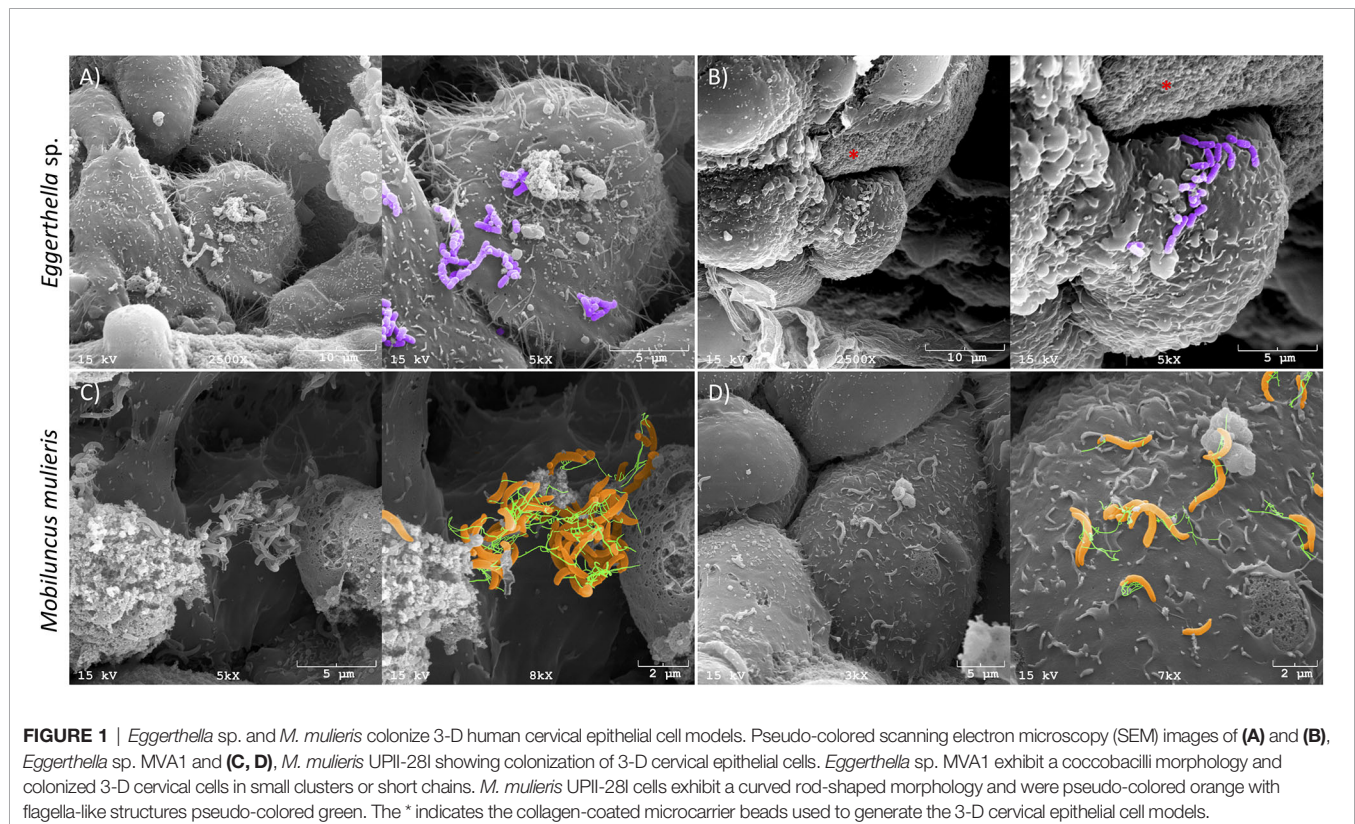 Eggerthella sp.
A)
15 kV 2500X 10 µm
15 kV 5kX 5 µm
B)
*
15 kV 2500X 10 µm
*
15 kV 5kX 5 µm
Mobiluncus mulieris
C)
15 kV 5kX 5 µm
15 kV 8kX 2 µm
D)
15 kV 3kX 5 µm
15 kV 7kX 2 µm
FIGURE 1 | Eggerthella sp. and M. mulieris colonize 3-D human cervical epithelial cell models. Pseudo-colored scanning electron microscopy (SEM) images of (A) and (B),
Eggerthella sp. MVA1 and (C, D), M. mulieris UPII-28I showing colonization of 3-D cervical epithelial cells. Eggerthella sp. MVA1 exhibit a coccobacilli morphology and
colonized 3-D cervical cells in small clusters or short chains. M. mulieris UPII-28I cells exhibit a curved rod-shaped morphology and were pseudo-colored orange with
flagella-like structures pseudo-colored green. The * indicates the collagen-coated microcarrier beads used to generate the 3-D cervical epithelial cell models.